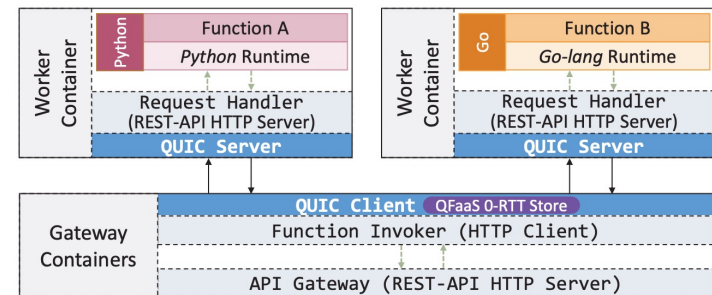 Worker
Container
Python
Function A
Python Runtime
Request Handler
(REST-API HTTP Server)
QUIC Server
Worker
Container
Go
Function B
Go-lang Runtime
Request Handler
(REST-API HTTP Server)
QUIC Server
Gateway
Containers
QUIC Client QFaaS 0-RTT Store
Function Invoker (HTTP Client)
API Gateway (REST-API HTTP Server)